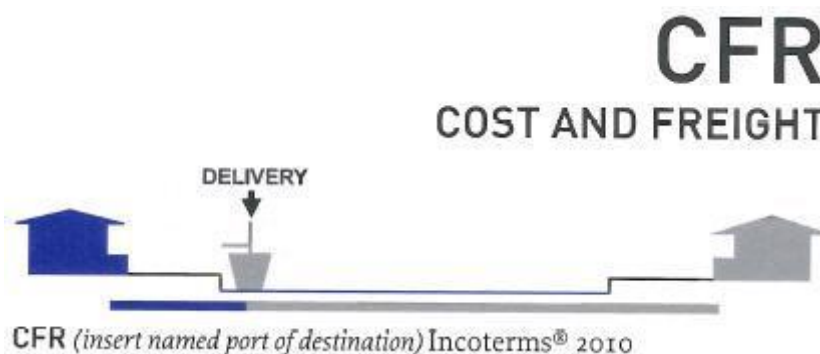 CFR
COST AND FREIGHT
DELIVERY
CFR (insert named port of destination) Incoterms® 2010